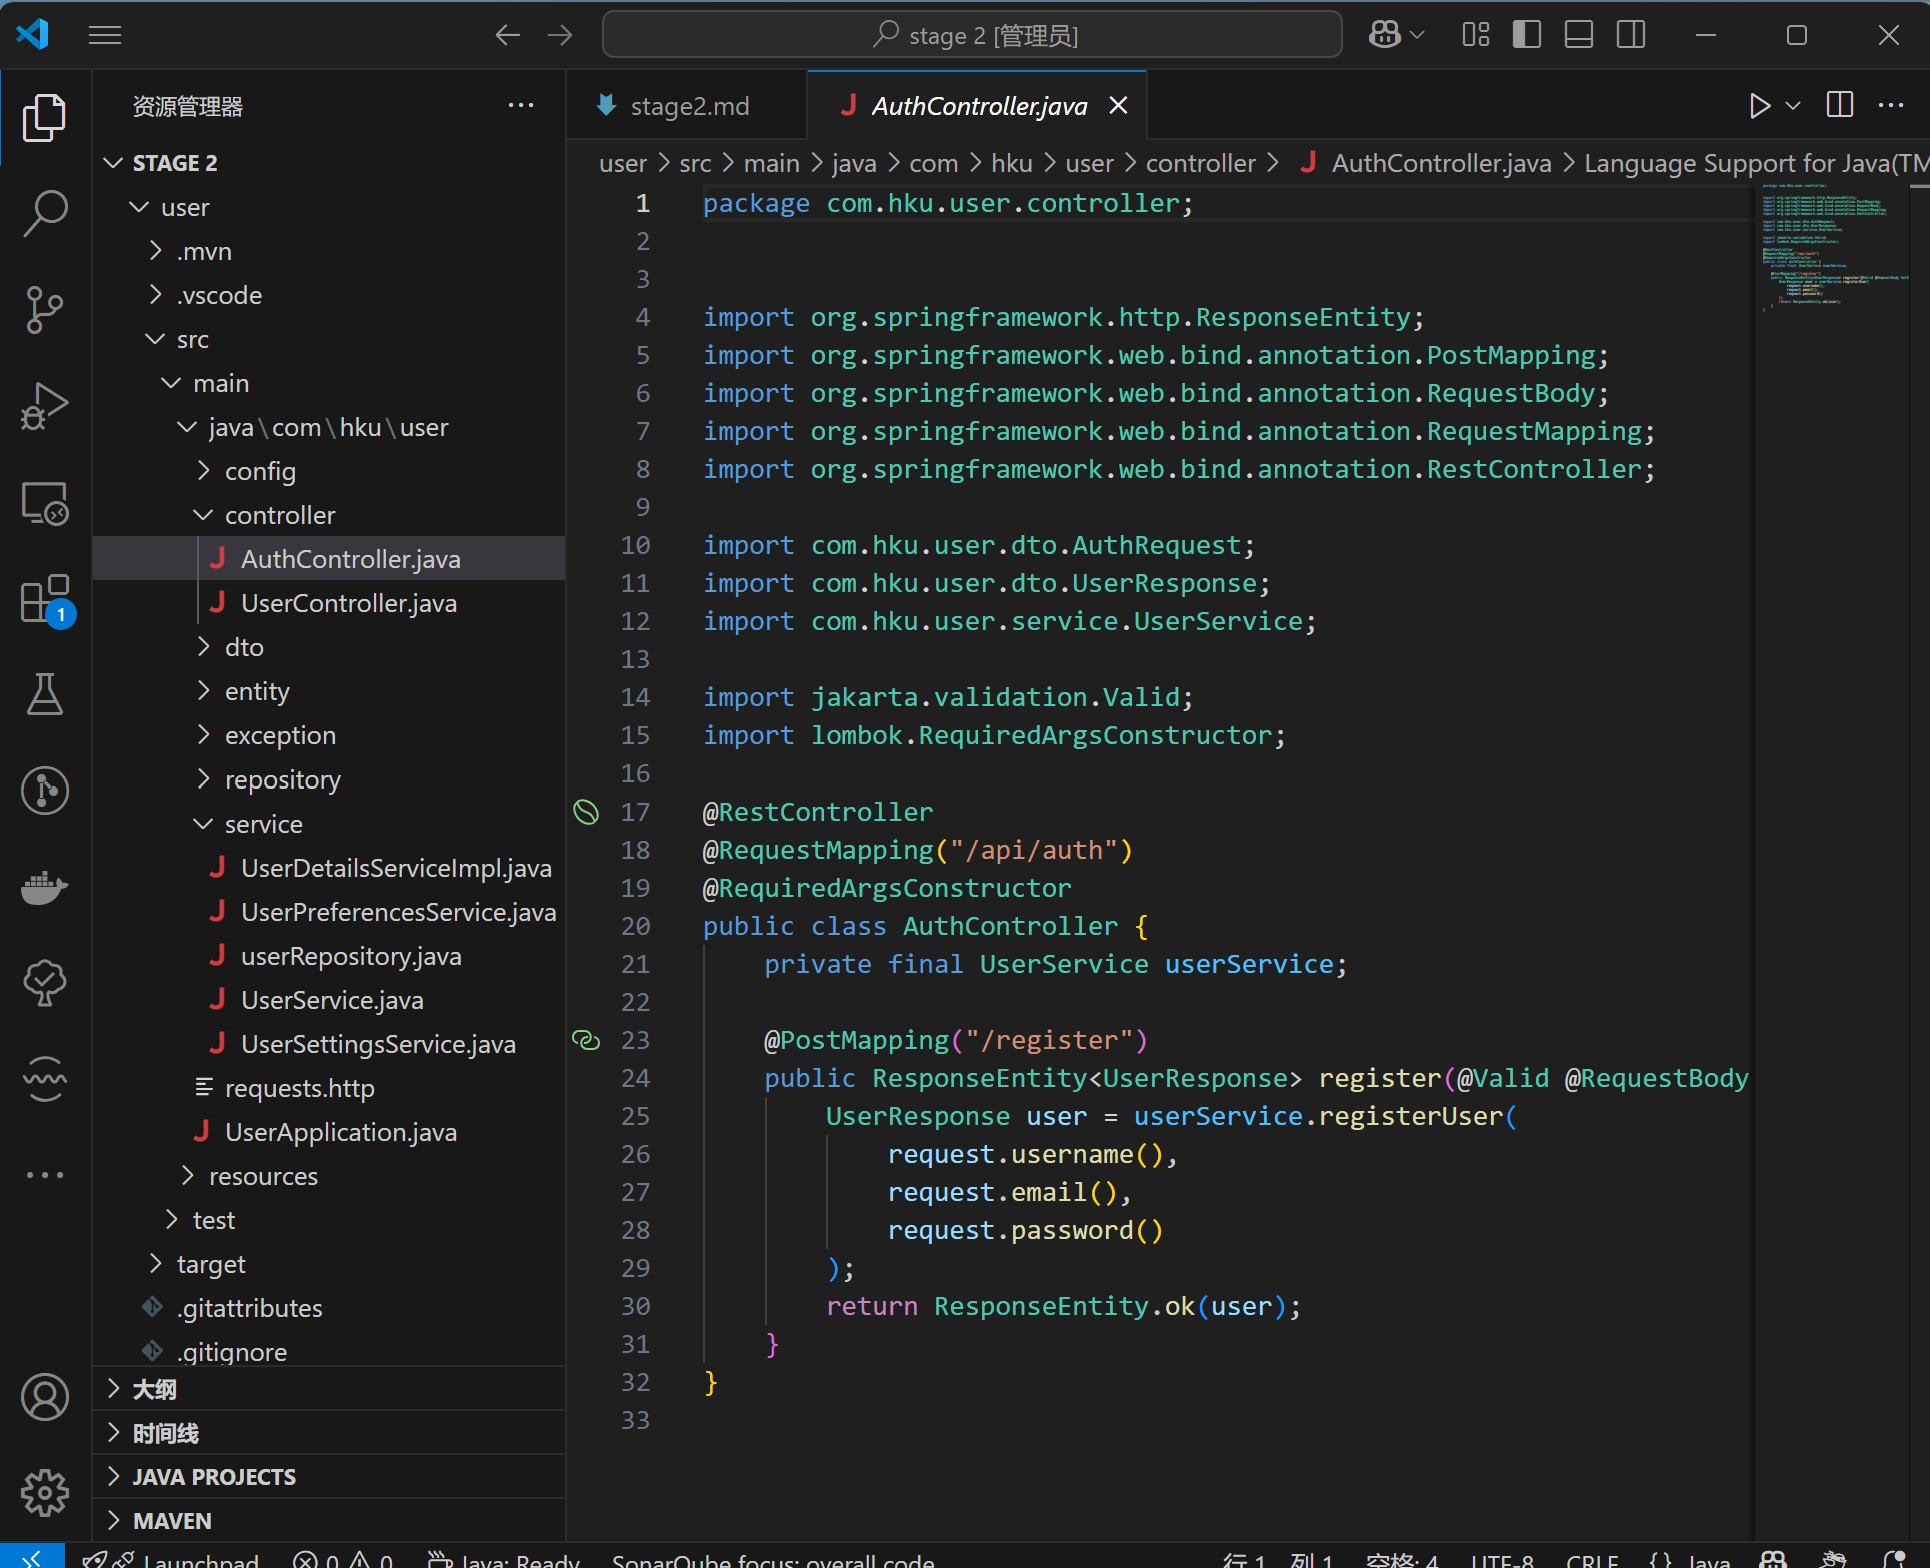 stage 2 [管理员]
资源管理器
STAGE 2
user
.mvn
.vscode
src
main
java\com\hku\user
config
controller
AuthController.java
UserController.java
dto
entity
exception
repository
service
UserDetailsServiceImpl.java
UserPreferencesService.java
userRepository.java
UserService.java
UserSettingsService.java
requests.http
UserApplication.java
resources
test
target
.gitattributes
.gitignore
大纲
时间线
JAVA PROJECTS
MAVEN
1
stage2.md
AuthController.java
user > src > main > java > com > hku > user > controller > AuthController.java > Language Support for Java(TM
1 package com.hku.user.controller;
2
3
4 import org.springframework.http.ResponseEntity;
5 import org.springframework.web.bind.annotation.PostMapping;
6 import org.springframework.web.bind.annotation.RequestBody;
7 import org.springframework.web.bind.annotation.RequestMapping;
8 import org.springframework.web.bind.annotation.RestController;
9
10 import com.hku.user.dto.AuthRequest;
11 import com.hku.user.dto.UserResponse;
12 import com.hku.user.service.UserService;
13
14 import jakarta.validation.Valid;
15 import lombok.RequiredArgsConstructor;
16
17 @RestController
18 @RequestMapping("/api/auth")
19 @RequiredArgsConstructor
20 public class AuthController {
21 private final UserService userService;
22
23 @PostMapping("/register")
24 public ResponseEntity<UserResponse> register(@Valid @RequestBody
25 UserResponse user = userService.registerUser(
26 request.username(),
27 request.email(),
28 request.password()
29 );
30 return ResponseEntity.ok(user);
31 }
32 }
33
Launchpad 0 0 Java: Ready SonarQube focus: overall code 行 1, 列 1 空格: 4 UTF-8 CRLF {} Java